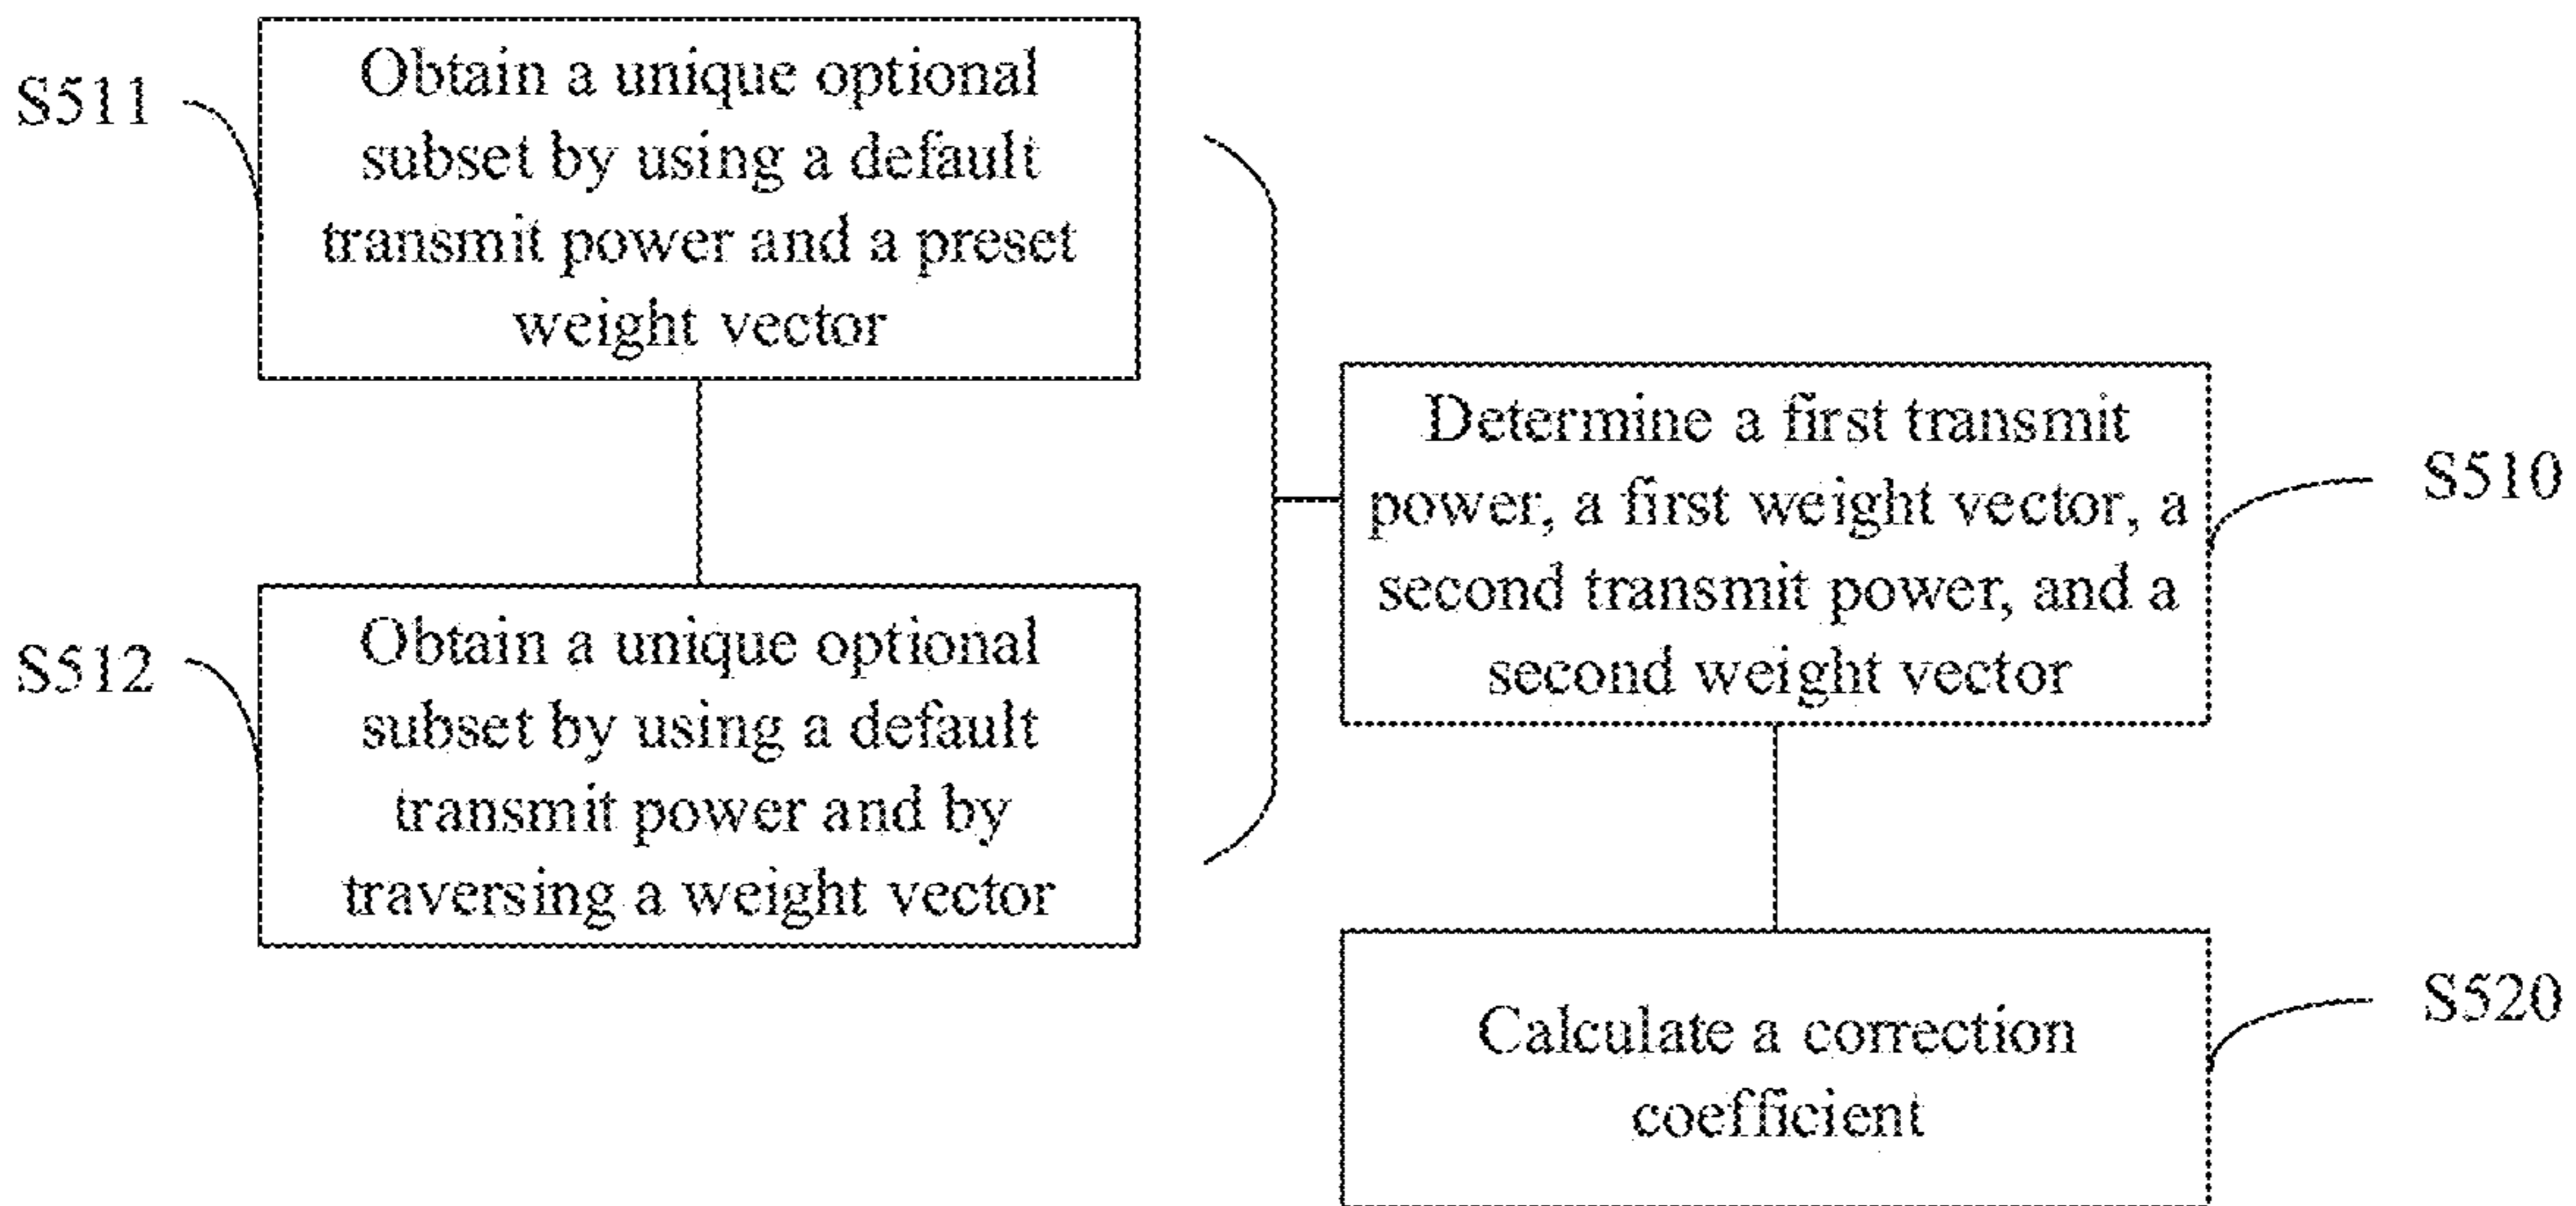 S511
Obtain a unique optional
subset by using a default
transmit power and a preset
weight vector
S512
Obtain a unique optional
subset by using a default
transmit power and by
traversing a weight vector
Determine a first transmit
power, a first weight vector, a
second transmit power, and a
second weight vector
S510
Calculate a correction
coefficient
S520